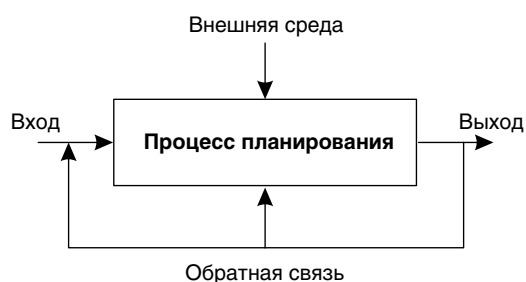 Внешняя среда
Вход
Процесс планирования
Выход
Обратная связь